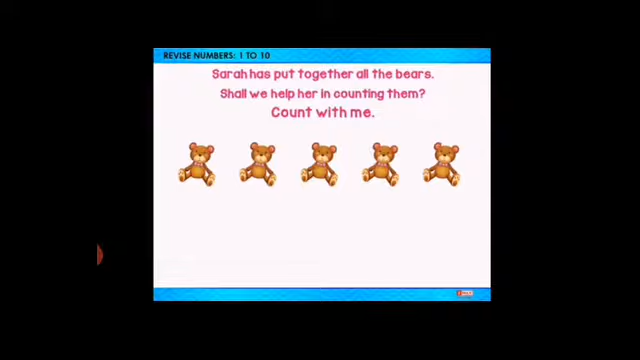 REVISE NUMBERS: 1 TO 10
Sarah has put together all the bears.
Shall we help her in counting them?
Count with me.